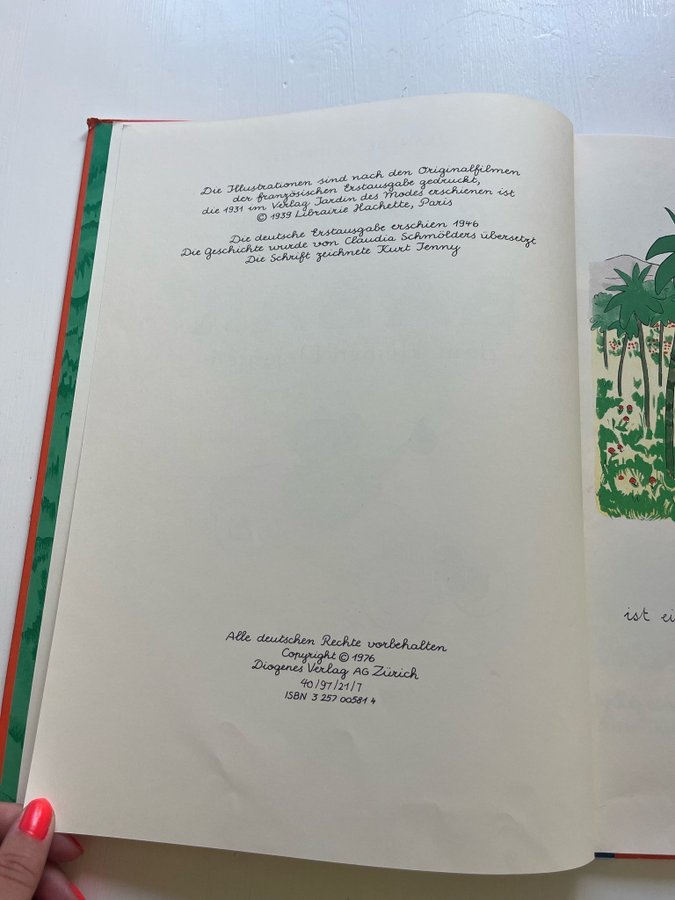 Die Illustrationen sind nach den Originalfilmen
der französischen Erstausgabe gedruckt,
die 1931 im Verlag Jardin des Modes erschienen ist
© 1939 Librairie Hachette, Paris
Die deutsche Erstausgabe erschien 1946
Die Geschichte wurde von Claudia Schmölders übersetzt
Die Schrift zeichnete Kurt Jenny
Alle deutschen Rechte vorbehalten
Copyright © 1976
Diogenes Verlag AG Zürich
40/97/21/7
ISBN 3 257 00581 4
ist ei